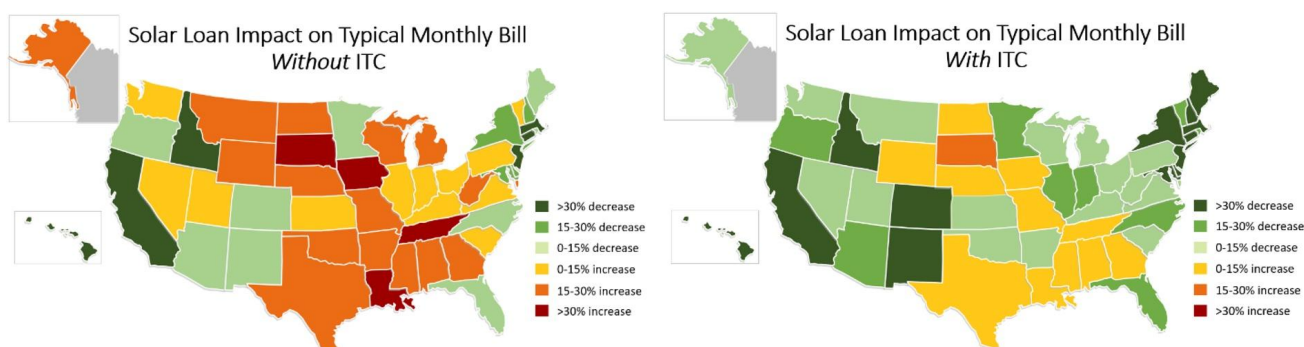 Solar Loan Impact on Typical Monthly Bill
Without ITC
>30% decrease
15-30% decrease
0-15% decrease
0-15% increase
15-30% increase
>30% increase
Solar Loan Impact on Typical Monthly Bill
With ITC
>30% decrease
15-30% decrease
0-15% decrease
0-15% increase
15-30% increase
>30% increase